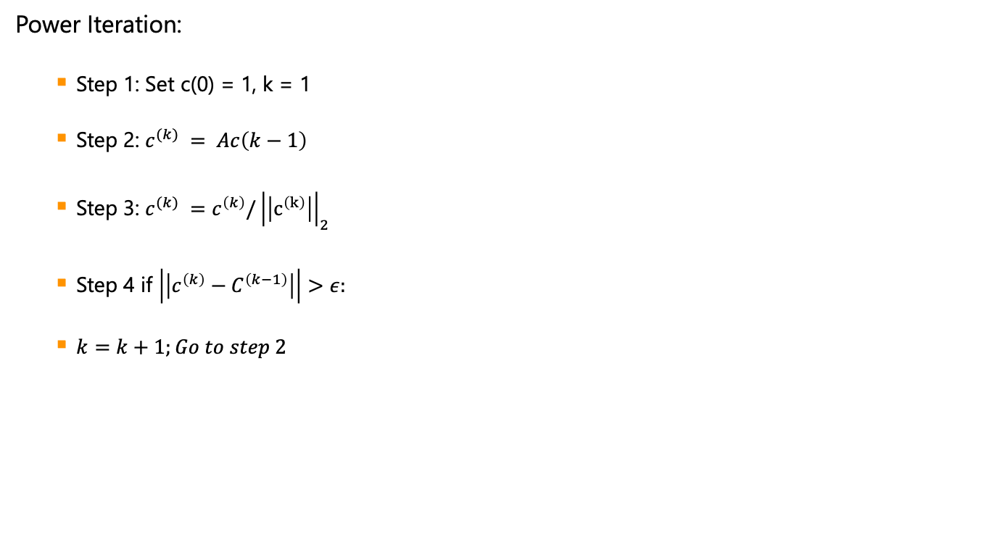 Power Iteration:
Step 1: Set c(0) = 1, k = 1
Step 2: c^(k) = Ac(k − 1)
Step 3: c^(k) = c^(k)/||c^(k)||_2
Step 4 if ||c^(k) − C^(k−1)|| > ϵ:
k = k + 1; Go to step 2